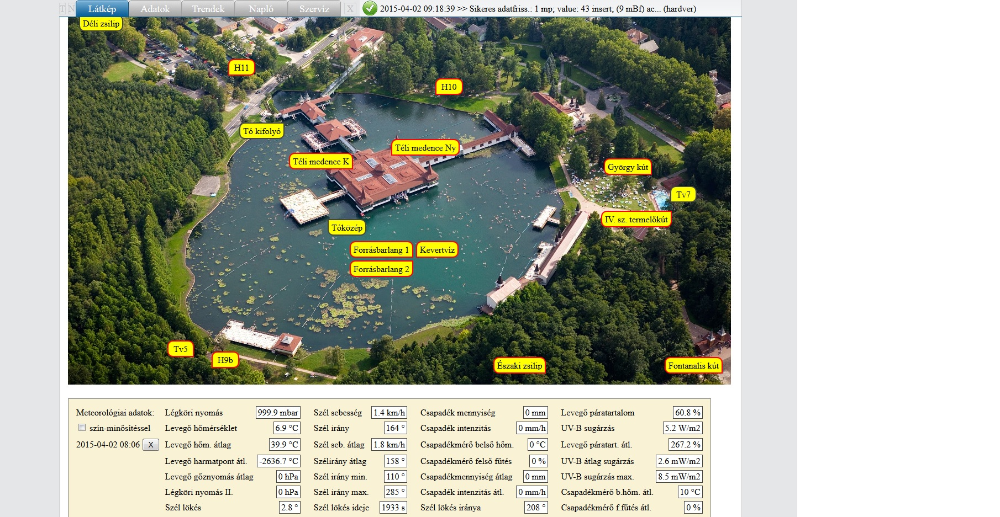 T N Látkép Adatok Trendek Napló Szervíz X 2015-04-02 09:18:39 >> Sikeres adatfriss.: 1 mp; value: 43 insert; (9 mBf) ac... (hardver)
Déli zsilip
H11
H10
Tó kifolyó
Téli medence Ny
Téli medence K
György kút
Tv7
IV. sz. termelőkút
Tóközép
Forrásbarlang 1 Kevertvíz
Forrásbarlang 2
Tv5
H9b
Északi zsilip
Fontanalis kút
Meteorológiai adatok: Légköri nyomás 999.9 mbar Szél sebesség 1.4 km/h Csapadék mennyiség 0 mm Levegő páratartalom 60.8 %
szín-minősítéssel Levegő hőmérséklet 6.9 °C Szél irány 164 ° Csapadék intenzitás 0 mm/h UV-B sugárzás 5.2 W/m2
2015-04-02 08:06 X Levegő hőm. átlag 39.9 °C Szél seb. átlag 1.8 km/h Csapadékmérő belső hőm. 0 °C Levegő páratart. átl. 267.2 %
Levegő harmatpont átl. -2636.7 °C Szélirány átlag 158 ° Csapadékmérő felső fűtés 0 % UV-B átlag sugárzás 2.6 mW/m2
Levegő gőznyomás átlag 0 hPa Szél irány min. 110 ° Csapadékmennyiség átlag 0 mm UV-B sugárzás max. 8.5 mW/m2
Légköri nyomás II. 0 hPa Szél irány max. 285 ° Csapadék intenzitás átl. 0 mm/h Csapadékmérő b.hőm. átl. 10 °C
Szél lökés 2.8 ° Szél lökés ideje 1933 s Szél lökés iránya 208 ° Csapadékmérő f.fűtés átl. 0 %